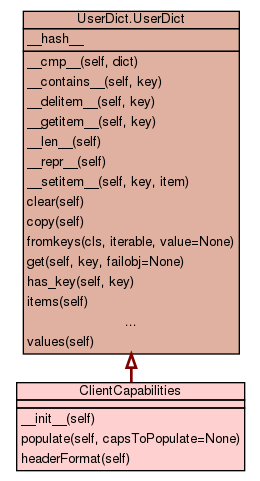 UserDict.UserDict
__hash__
__cmp__(self, dict)
__contains__(self, key)
__delitem__(self, key)
__getitem__(self, key)
__len__(self)
__repr__(self)
__setitem__(self, key, item)
clear(self)
copy(self)
fromkeys(cls, iterable, value=None)
get(self, key, failobj=None)
has_key(self, key)
items(self)
...
values(self)
ClientCapabilities
__init__(self)
populate(self, capsToPopulate=None)
headerFormat(self)